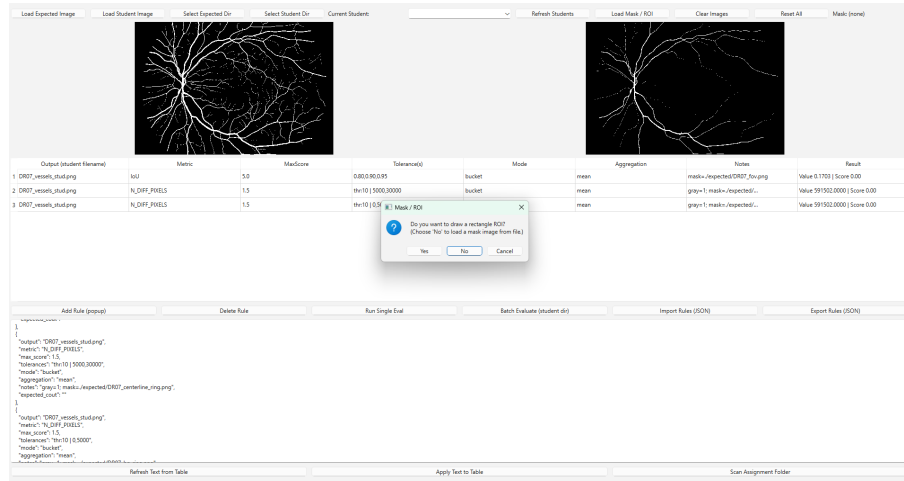 Load Expected Image Load Student Image Select Expected Dir Select Student Dir Current Student: Refresh Students Load Mask / ROI Clear Images Reset All Mask: (none)
Output (student filename) Metric MaxScore Tolerance(s) Mode Aggregation Notes Result
1 DR07_vessels_stud.png IoU 5.0 0.80,0.90,0.95 bucket mean mask=./expected/DR07_fov.png Value 0.1703 | Score 0.00
2 DR07_vessels_stud.png N_DIFF_PIXELS 1.5 thr:10 | 5000,30000 bucket mean gray=1; mask=./expected/... Value 591502.0000 | Score 0.00
3 DR07_vessels_stud.png N_DIFF_PIXELS 1.5 thr:10 | 0,50 bucket mean gray=1; mask=./expected/... Value 591502.0000 | Score 0.00
Mask / ROI
Do you want to draw a rectangle ROI?
(Choose 'No' to load a mask image from file.)
Yes No Cancel
Add Rule (popup) Delete Rule Run Single Eval Batch Evaluate (student dir) Import Rules (JSON) Export Rules (JSON)
},
{
"output": "DR07_vessels_stud.png",
"metric": "N_DIFF_PIXELS",
"max_score": 1.5,
"tolerances": "thr:10 | 5000,30000",
"mode": "bucket",
"aggregation": "mean",
"notes": "gray=1; mask=./expected/DR07_centerline_ring.png",
"expected_cout": ""
},
{
"output": "DR07_vessels_stud.png",
"metric": "N_DIFF_PIXELS",
"max_score": 1.5,
"tolerances": "thr:10 | 0,5000",
"mode": "bucket",
"aggregation": "mean",
Refresh Text from Table Apply Text to Table Scan Assignment Folder